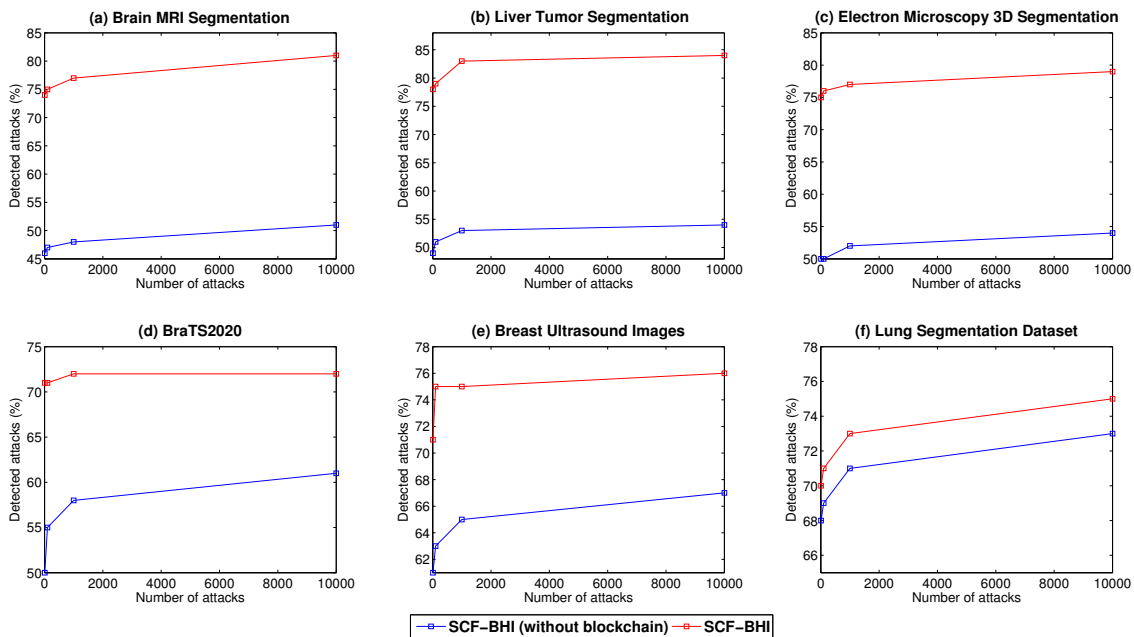 (a) Brain MRI Segmentation
85
80
75
70
65
60
55
50
45
Detected attacks (%)
0 2000 4000 6000 8000 10000
Number of attacks
(b) Liver Tumor Segmentation
85
80
75
70
65
60
55
50
Detected attacks (%)
0 2000 4000 6000 8000 10000
Number of attacks
(c) Electron Microscopy 3D Segmentation
85
80
75
70
65
60
55
50
Detected attacks (%)
0 2000 4000 6000 8000 10000
Number of attacks
(d) BraTS2020
75
70
65
60
55
50
Detected attacks (%)
0 2000 4000 6000 8000 10000
Number of attacks
(e) Breast Ultrasound Images
78
76
74
72
70
68
66
64
62
Detected attacks (%)
0 2000 4000 6000 8000 10000
Number of attacks
(f) Lung Segmentation Dataset
78
76
74
72
70
68
66
Detected attacks (%)
0 2000 4000 6000 8000 10000
Number of attacks
SCF−BHI (without blockchain) SCF−BHI